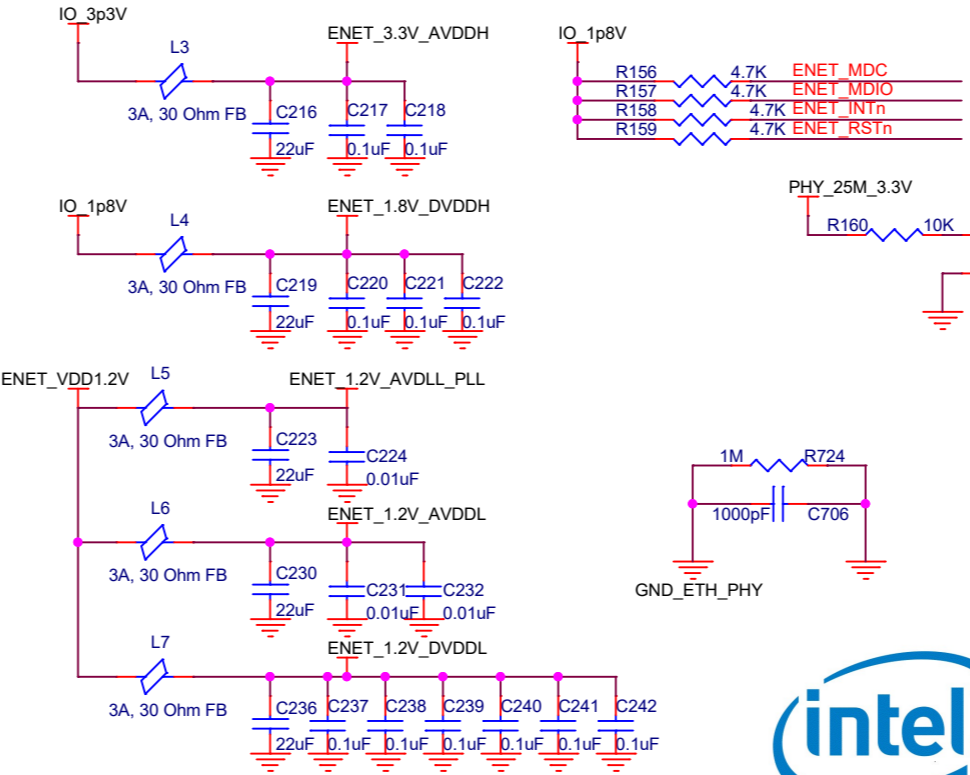 IO_3p3V
L3
3A, 30 Ohm FB
ENET_3.3V_AVDDH
C216
22uF
C217
0.1uF
C218
0.1uF
IO_1p8V
R156 4.7K ENET_MDC
R157 4.7K ENET_MDIO
R158 4.7K ENET_INTn
R159 4.7K ENET_RSTn
PHY_25M_3.3V
R160 10K
IO_1p8V
L4
3A, 30 Ohm FB
ENET_1.8V_DVDDH
C219
22uF
C220
0.1uF
C221
0.1uF
C222
0.1uF
ENET_VDD1.2V
L5
3A, 30 Ohm FB
ENET_1.2V_AVDLL_PLL
C223
22uF
C224
0.01uF
L6
3A, 30 Ohm FB
ENET_1.2V_AVDDL
C230
22uF
C231
0.01uF
C232
0.01uF
1M R724
1000pF C706
GND_ETH_PHY
L7
3A, 30 Ohm FB
ENET_1.2V_DVDDL
C236
22uF
C237
0.1uF
C238
0.1uF
C239
0.1uF
C240
0.1uF
C241
0.1uF
C242
0.1uF
intel